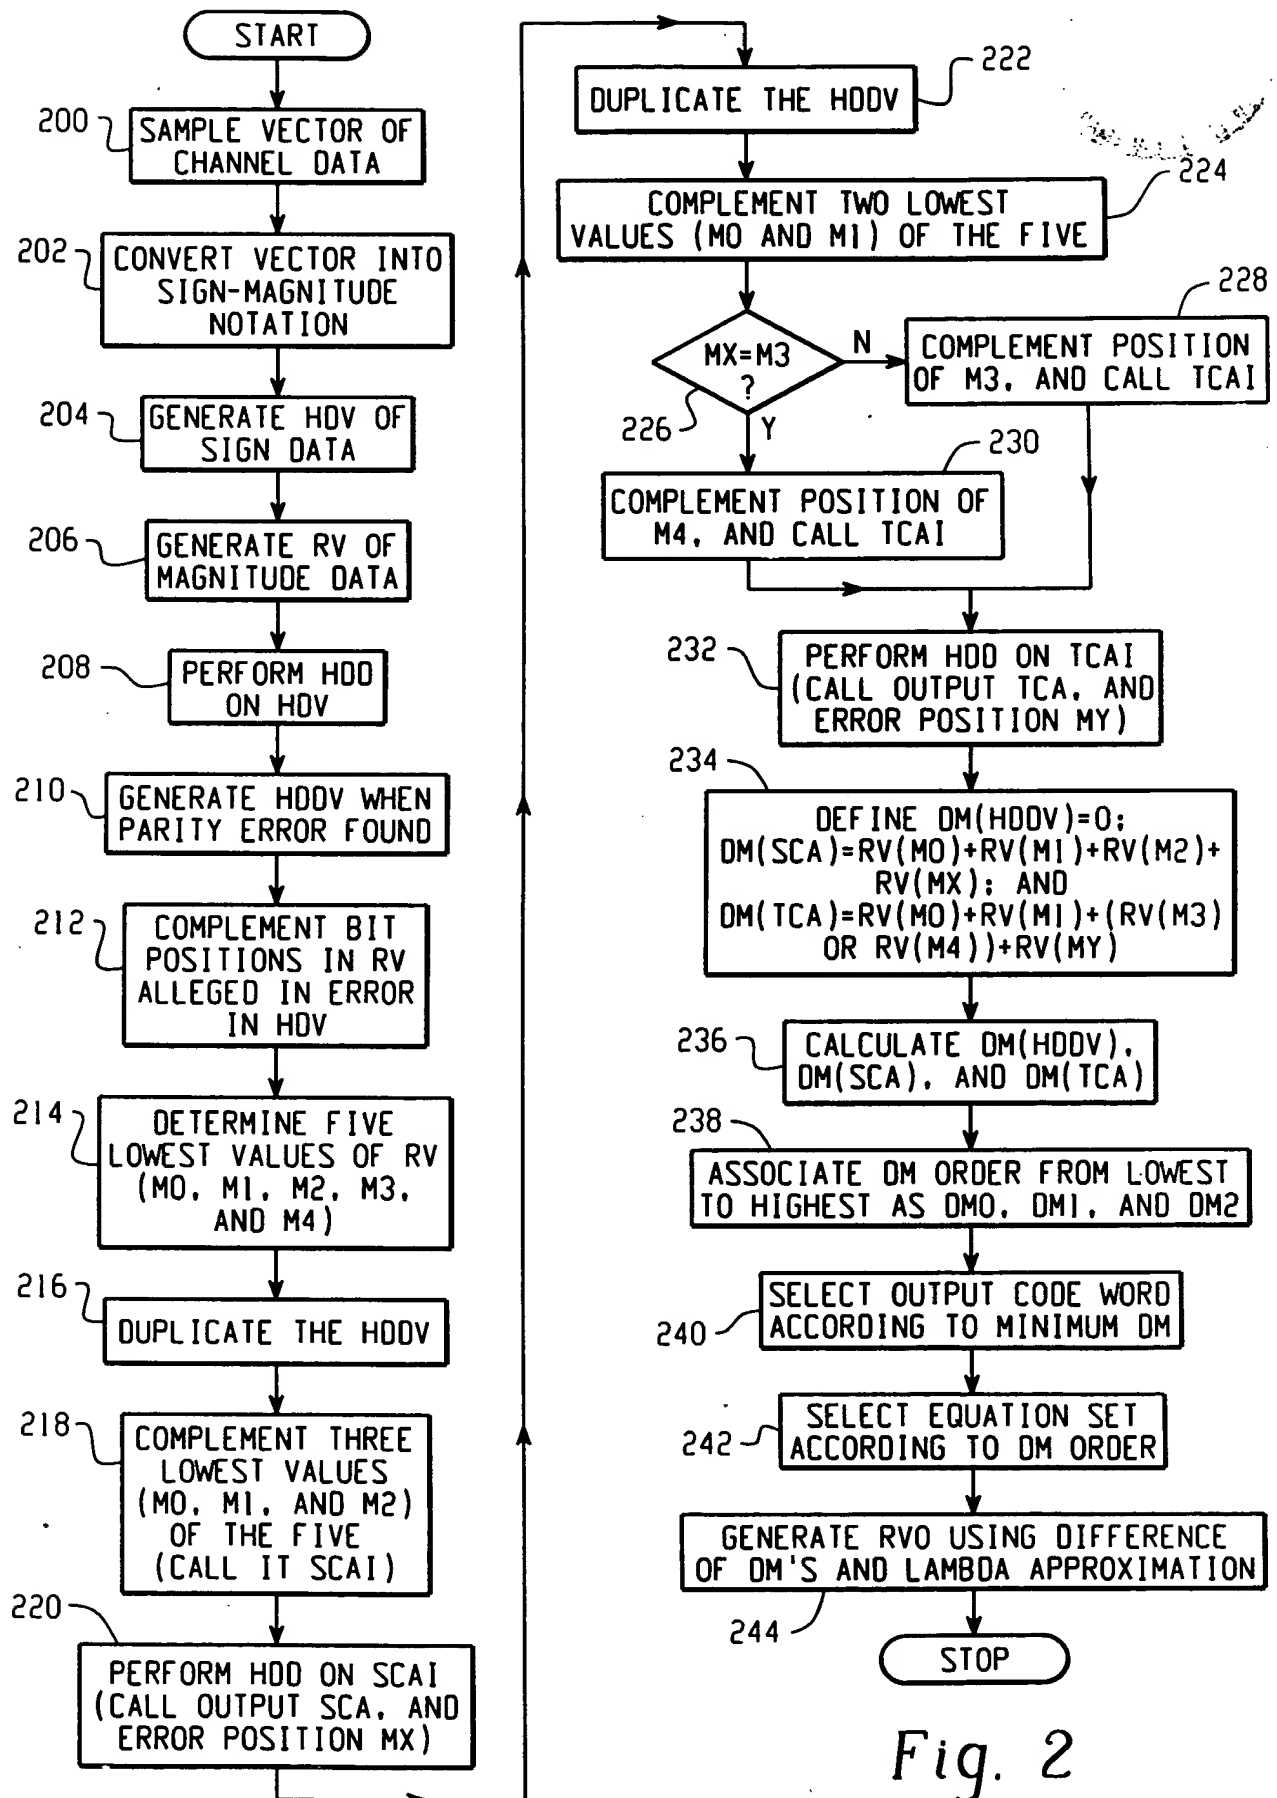 START
200
SAMPLE VECTOR OF
CHANNEL DATA
202
CONVERT VECTOR INTO
SIGN-MAGNITUDE
NOTATION
204
GENERATE HDV OF
SIGN DATA
206
GENERATE RV OF
MAGNITUDE DATA
208
PERFORM HDD
ON HDV
210
GENERATE HDDV WHEN
PARITY ERROR FOUND
212
COMPLEMENT BIT
POSITIONS IN RV
ALLEGED IN ERROR
IN HDV
214
DETERMINE FIVE
LOWEST VALUES OF RV
(M0, M1, M2, M3,
AND M4)
216
DUPLICATE THE HDDV
218
COMPLEMENT THREE
LOWEST VALUES
(M0, M1, AND M2)
OF THE FIVE
(CALL IT SCAI)
220
PERFORM HDD ON SCAI
(CALL OUTPUT SCA, AND
ERROR POSITION MX)
222
DUPLICATE THE HDDV
224
COMPLEMENT TWO LOWEST
VALUES (M0 AND M1) OF THE FIVE
MX=M3
?
226
N
Y
228
COMPLEMENT POSITION
OF M3, AND CALL TCAI
230
COMPLEMENT POSITION OF
M4, AND CALL TCAI
232
PERFORM HDD ON TCAI
(CALL OUTPUT TCA, AND
ERROR POSITION MY)
234
DEFINE DM(HDDV)=0;
DM(SCA)=RV(M0)+RV(M1)+RV(M2)+
RV(MX); AND
DM(TCA)=RV(M0)+RV(M1)+(RV(M3)
OR RV(M4))+RV(MY)
236
CALCULATE DM(HDDV),
DM(SCA), AND DM(TCA)
238
ASSOCIATE DM ORDER FROM LOWEST
TO HIGHEST AS DM0, DM1, AND DM2
240
SELECT OUTPUT CODE WORD
ACCORDING TO MINIMUM DM
242
SELECT EQUATION SET
ACCORDING TO DM ORDER
GENERATE RVO USING DIFFERENCE
OF DM'S AND LAMBDA APPROXIMATION
244
STOP
Fig. 2